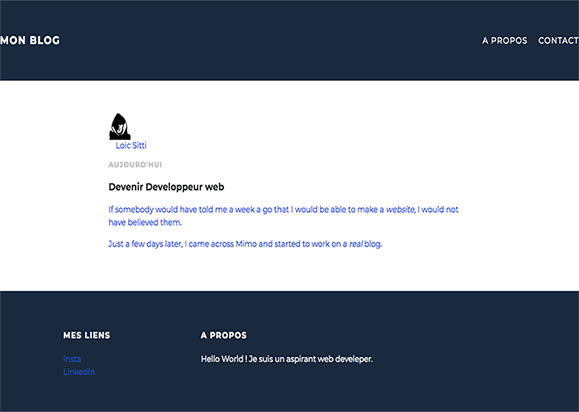 MON BLOG
A PROPOS CONTACT
Loic Sitti
AUJOURD'HUI
Devenir Developpeur web
If somebody would have told me a week a go that I would be able to make a website, I would not
have believed them.
Just a few days later, I came across Mimo and started to work on a real blog.
MES LIENS
Insta
LinkedIn
A PROPOS
Hello World ! Je suis un aspirant web develeper.